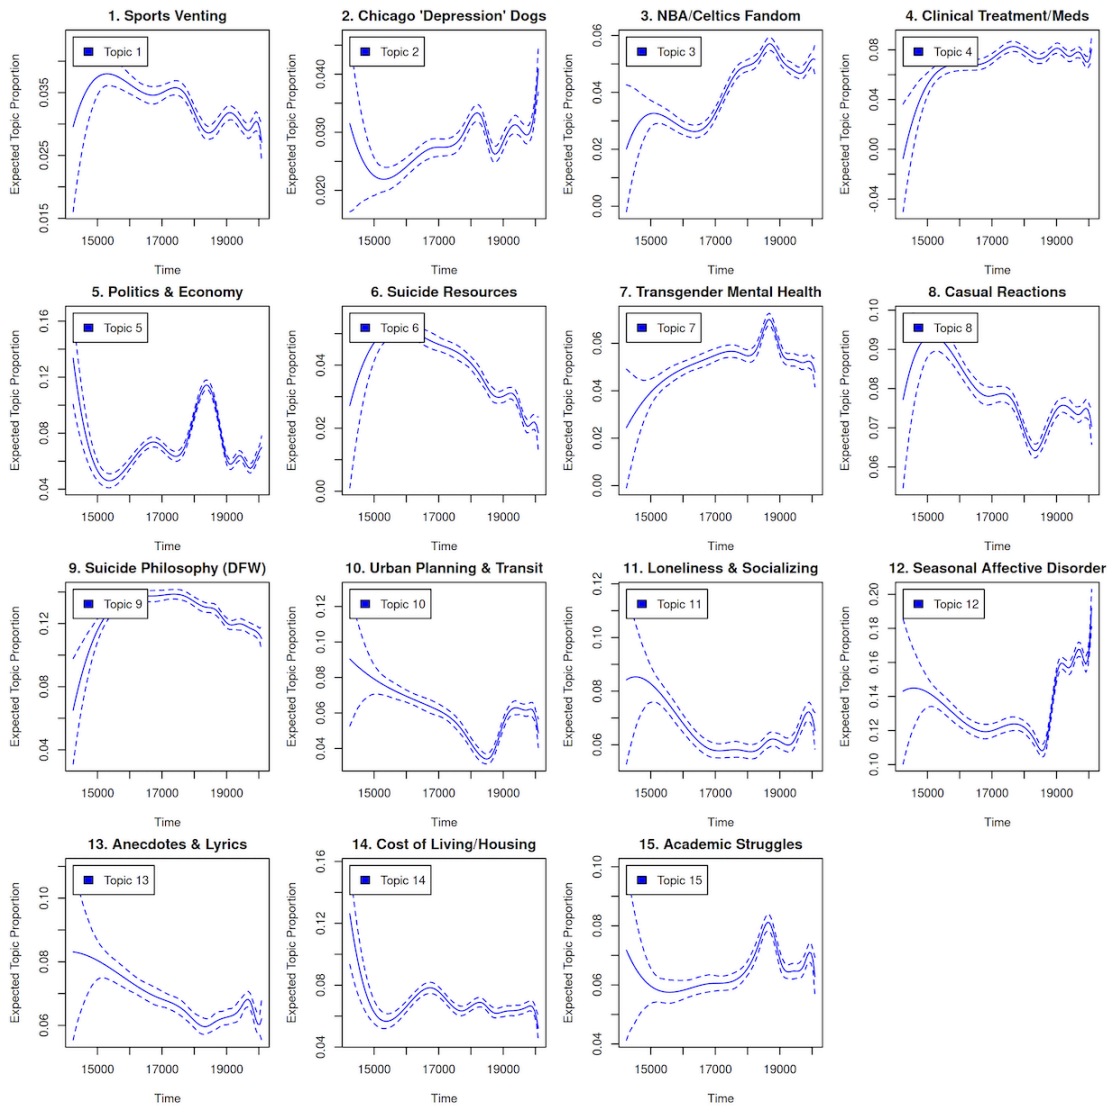 1. Sports Venting
Topic 1
Expected Topic Proportion
0.015
0.025
0.035
15000
17000
19000
Time
2. Chicago 'Depression' Dogs
Topic 2
Expected Topic Proportion
0.020
0.030
0.040
15000
17000
19000
Time
3. NBA/Celtics Fandom
Topic 3
Expected Topic Proportion
0.00
0.02
0.04
0.06
15000
17000
19000
Time
4. Clinical Treatment/Meds
Topic 4
Expected Topic Proportion
-0.04
0.00
0.04
0.08
15000
17000
19000
Time
5. Politics & Economy
Topic 5
Expected Topic Proportion
0.04
0.08
0.12
0.16
15000
17000
19000
Time
6. Suicide Resources
Topic 6
Expected Topic Proportion
0.00
0.02
0.04
15000
17000
19000
Time
7. Transgender Mental Health
Topic 7
Expected Topic Proportion
0.00
0.02
0.04
0.06
15000
17000
19000
Time
8. Casual Reactions
Topic 8
Expected Topic Proportion
0.06
0.07
0.08
0.09
0.10
15000
17000
19000
Time
9. Suicide Philosophy (DFW)
Topic 9
Expected Topic Proportion
0.04
0.08
0.12
15000
17000
19000
Time
10. Urban Planning & Transit
Topic 10
Expected Topic Proportion
0.04
0.06
0.08
0.10
0.12
15000
17000
19000
Time
11. Loneliness & Socializing
Topic 11
Expected Topic Proportion
0.06
0.08
0.10
0.12
15000
17000
19000
Time
12. Seasonal Affective Disorder
Topic 12
Expected Topic Proportion
0.10
0.12
0.14
0.16
0.18
0.20
15000
17000
19000
Time
13. Anecdotes & Lyrics
Topic 13
Expected Topic Proportion
0.06
0.08
0.10
15000
17000
19000
Time
14. Cost of Living/Housing
Topic 14
Expected Topic Proportion
0.04
0.08
0.12
0.16
15000
17000
19000
Time
15. Academic Struggles
Topic 15
Expected Topic Proportion
0.04
0.06
0.08
0.10
15000
17000
19000
Time